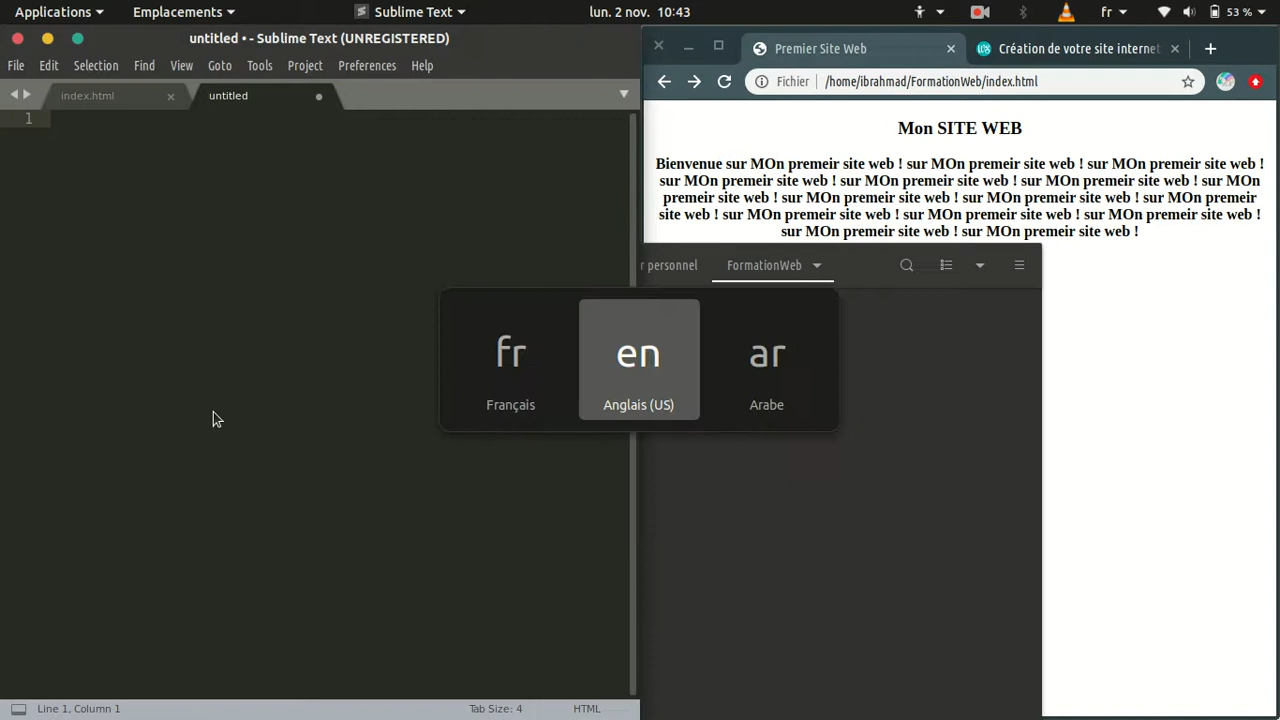 Applications
Emplacements
Sublime Text
lun. 2 nov. 10:43
fr
53 %
untitled • - Sublime Text (UNREGISTERED)
File Edit Selection Find View Goto Tools Project Preferences Help
index.html
untitled
1
Line 1, Column 1
Tab Size: 4
HTML
Premier Site Web
Création de votre site internet
Fichier
/home/ibrahmad/FormationWeb/index.html
Mon SITE WEB
Bienvenue sur MOn premeir site web ! sur MOn premeir site web ! sur MOn premeir site web !
sur MOn premeir site web ! sur MOn premeir site web ! sur MOn premeir site web ! sur MOn
premeir site web ! sur MOn premeir site web ! sur MOn premeir site web ! sur MOn premeir
site web ! sur MOn premeir site web ! sur MOn premeir site web ! sur MOn premeir site web !
sur MOn premeir site web ! sur MOn premeir site web !
r personnel
FormationWeb
fr
Français
en
Anglais (US)
ar
Arabe